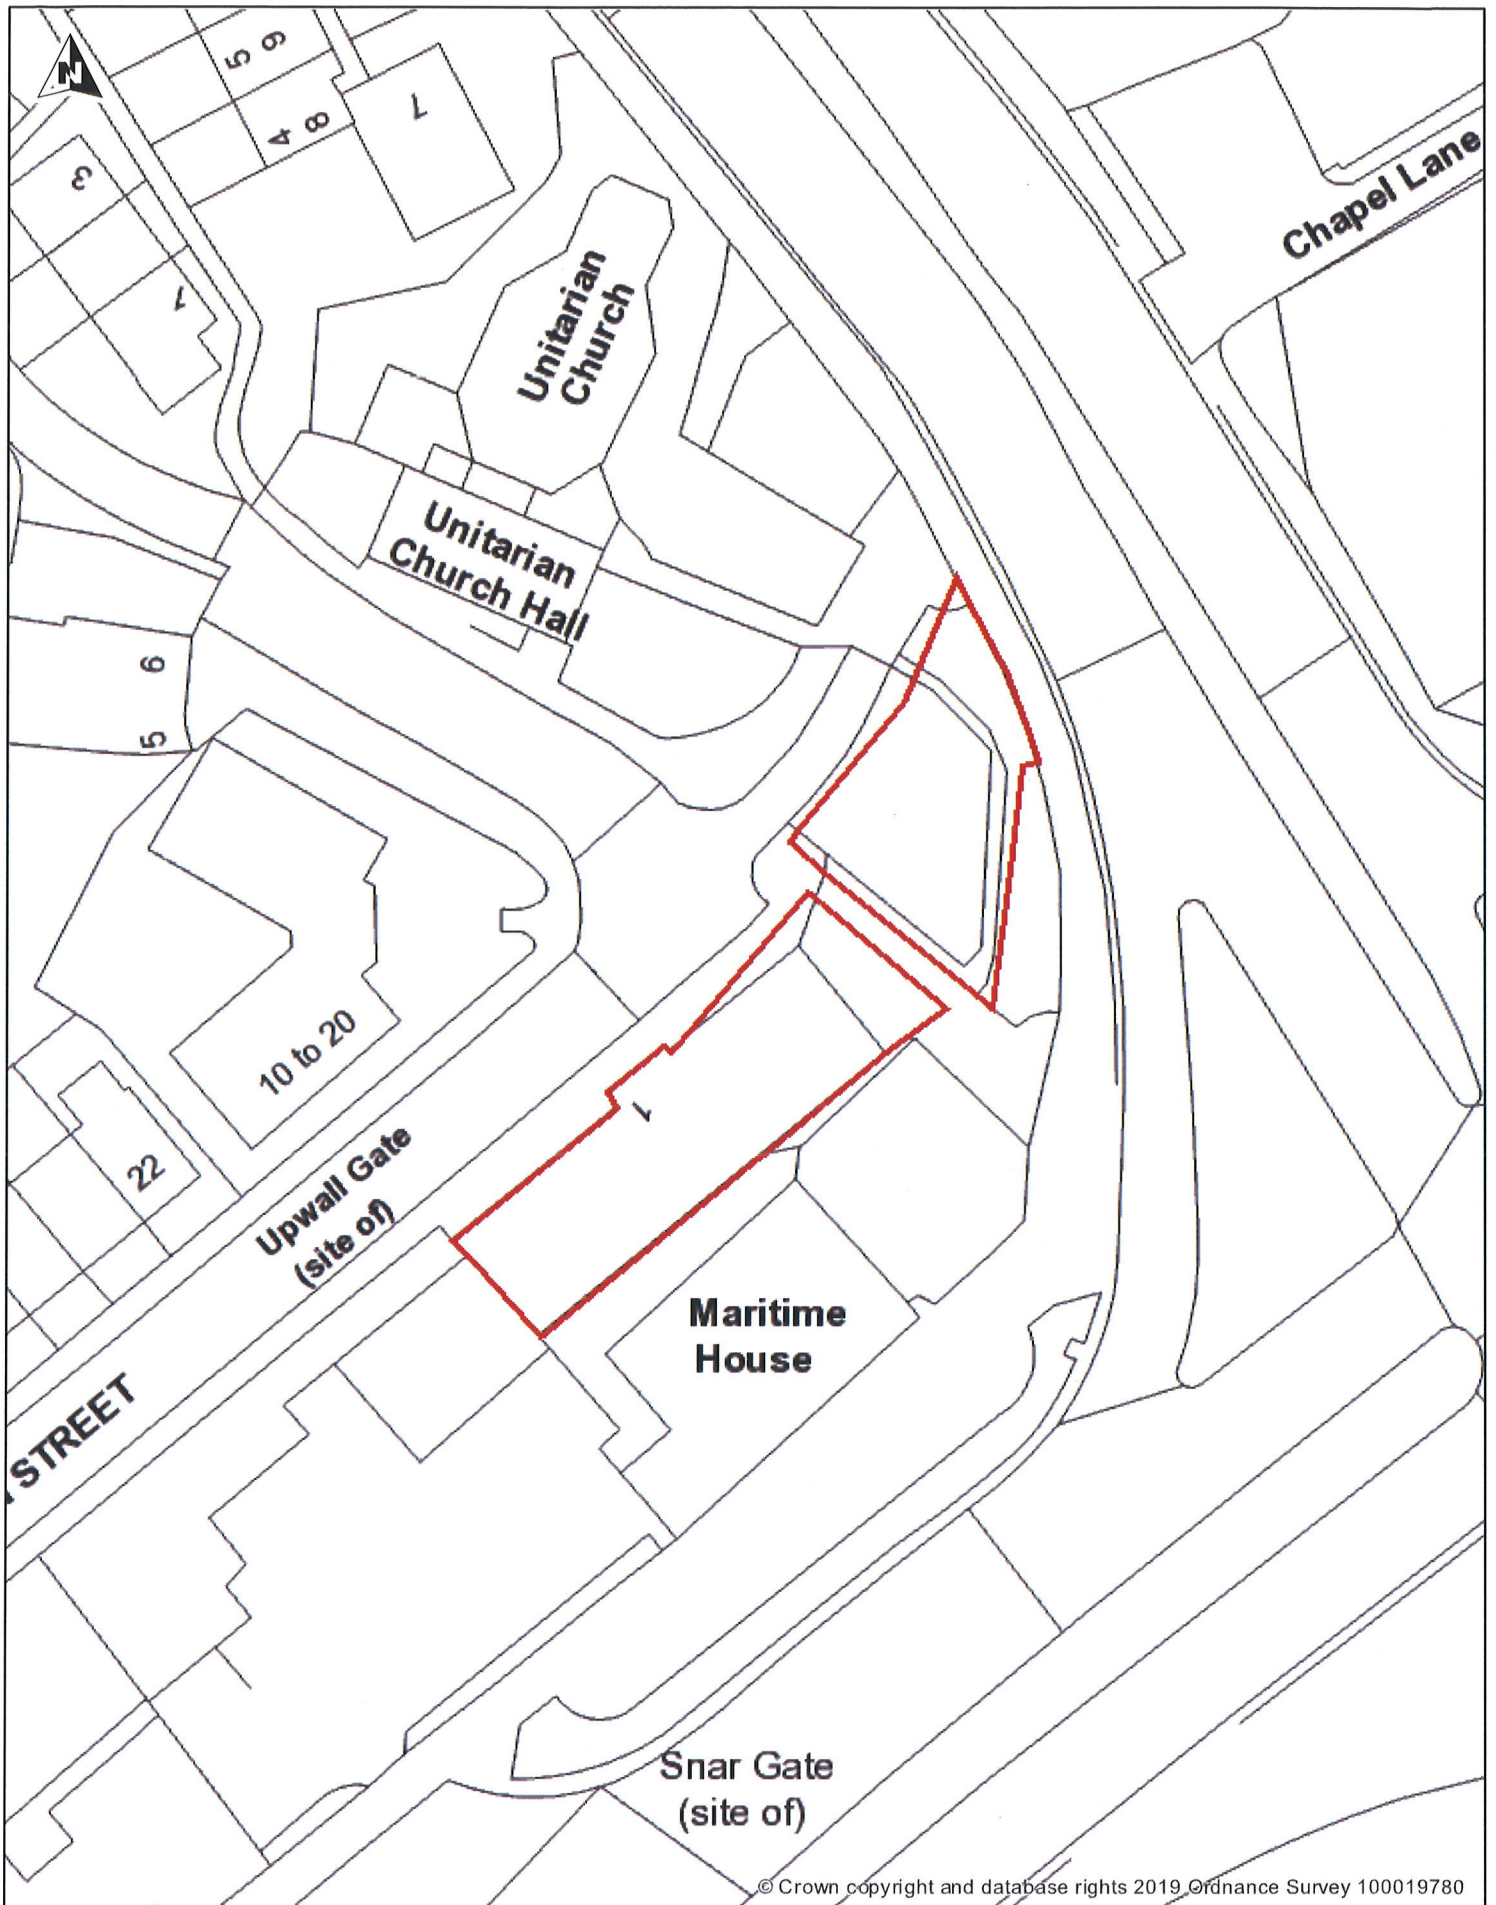 N
5 6
4 8
7
3
1
Chapel Lane
Unitarian
Church
Unitarian
Church Hall
6
5
10 to 20
22
1
Upwall Gate
(site of)
STREET
Maritime
House
Snar Gate
(site of)
© Crown copyright and database rights 2019 Ordnance Survey 100019780